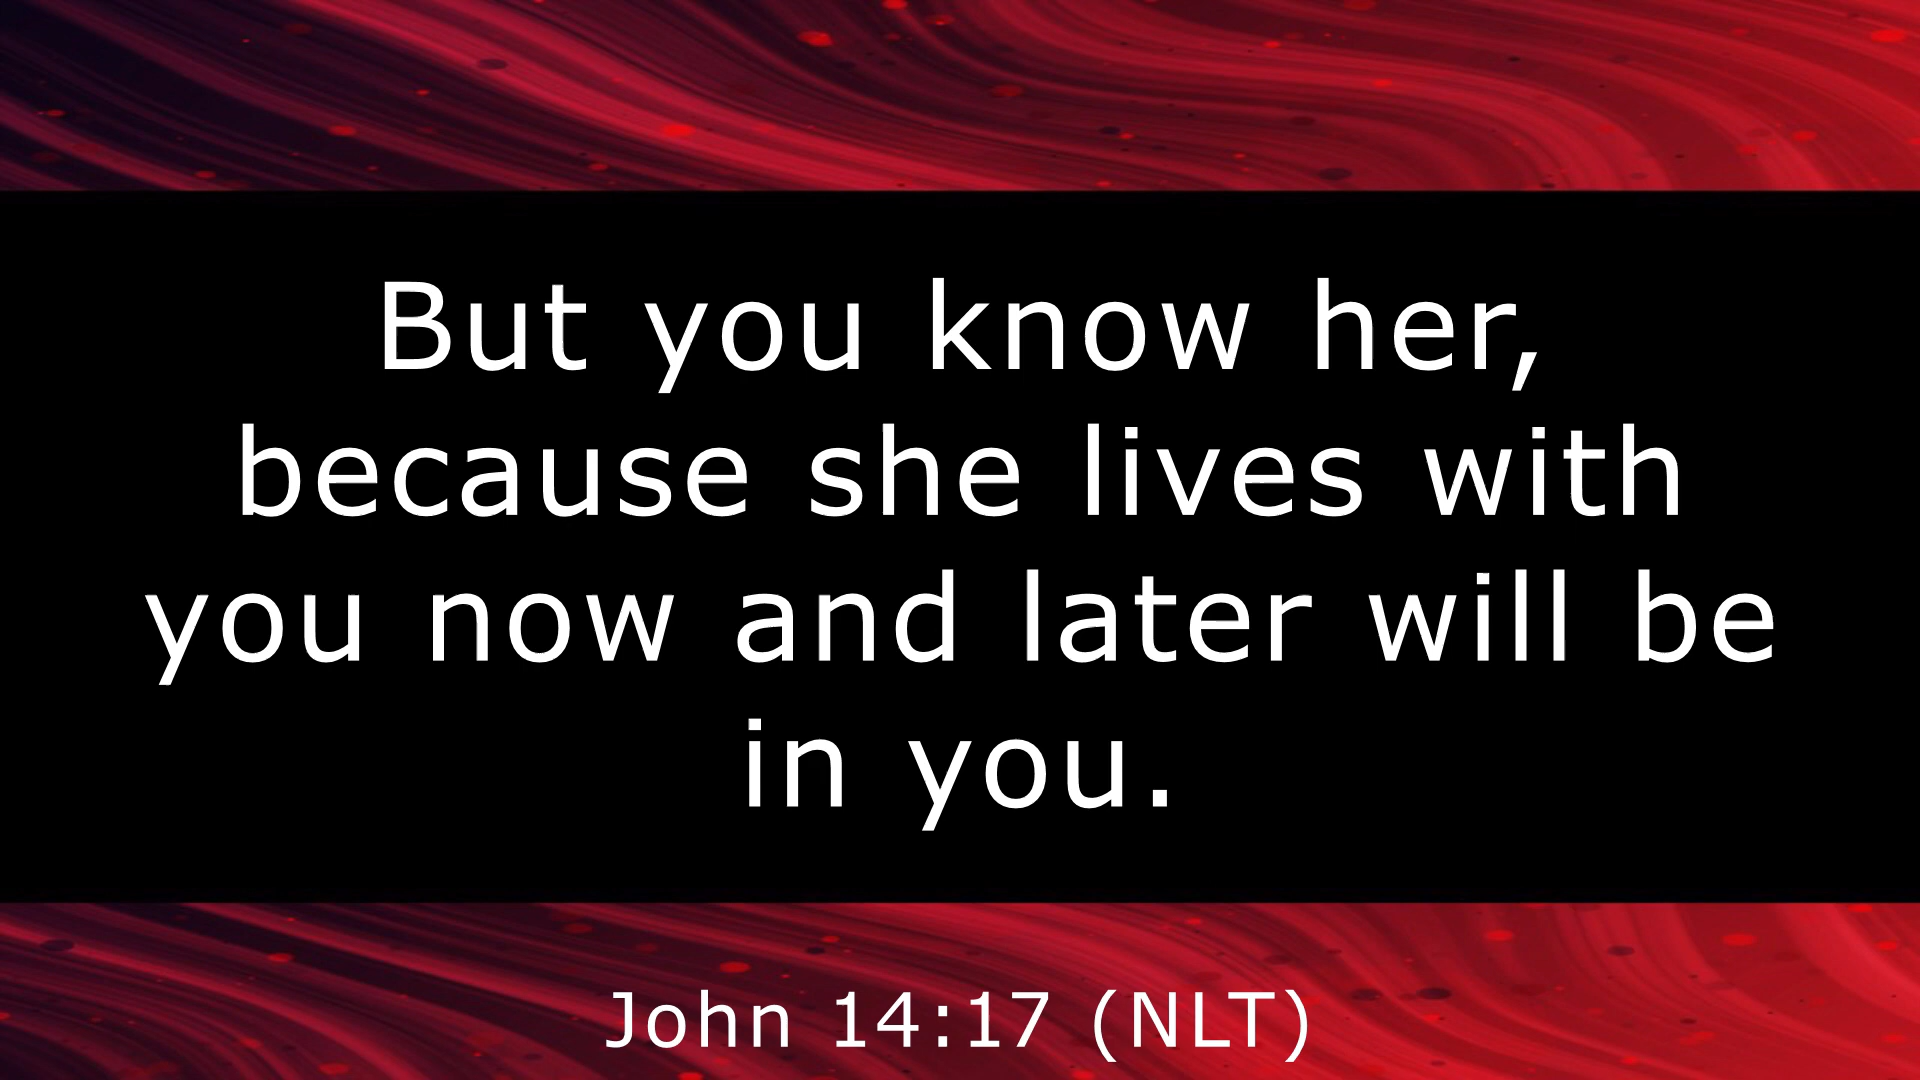 But you know her,
because she lives with
you now and later will be
in you.
John 14:17 (NLT)